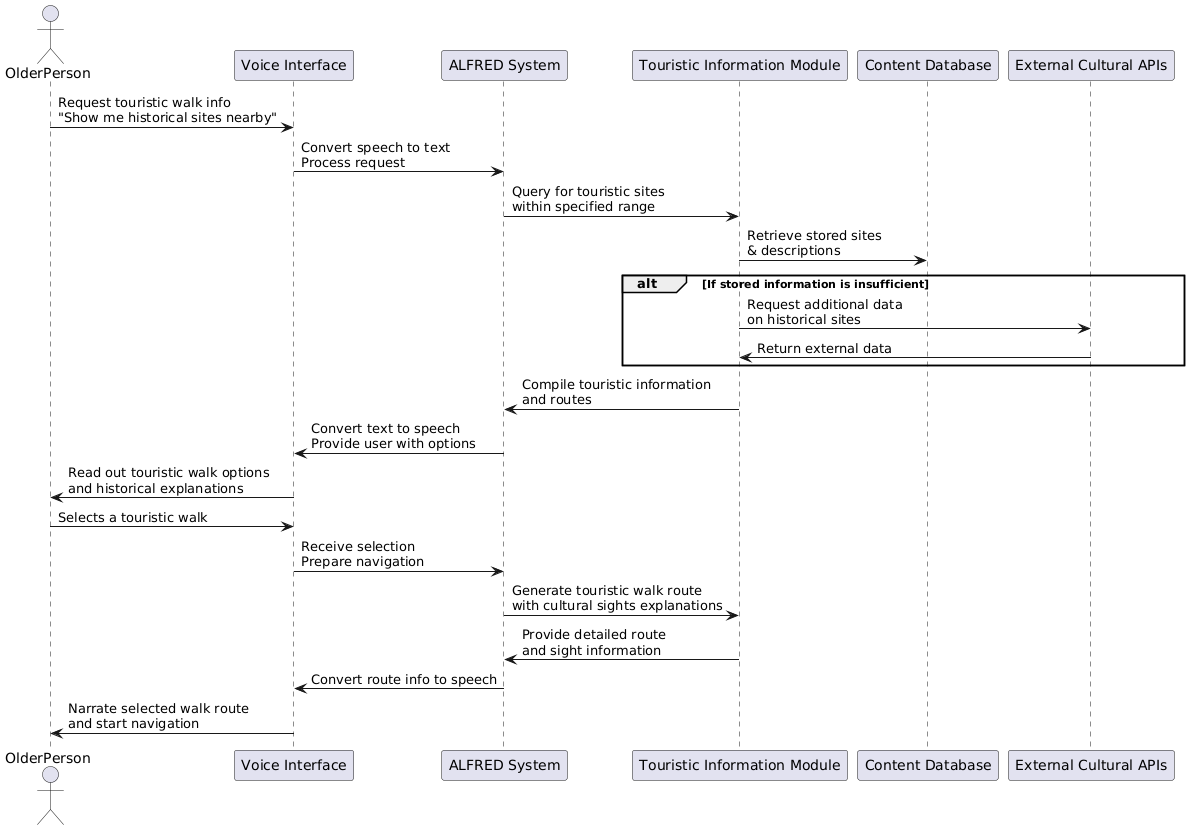 OlderPerson
Voice Interface
ALFRED System
Touristic Information Module
Content Database
External Cultural APIs
Request touristic walk info
"Show me historical sites nearby"
Convert speech to text
Process request
Query for touristic sites
within specified range
Retrieve stored sites
& descriptions
alt
[If stored information is insufficient]
Request additional data
on historical sites
Return external data
Compile touristic information
and routes
Convert text to speech
Provide user with options
Read out touristic walk options
and historical explanations
Selects a touristic walk
Receive selection
Prepare navigation
Generate touristic walk route
with cultural sights explanations
Provide detailed route
and sight information
Convert route info to speech
Narrate selected walk route
and start navigation
OlderPerson
Voice Interface
ALFRED System
Touristic Information Module
Content Database
External Cultural APIs